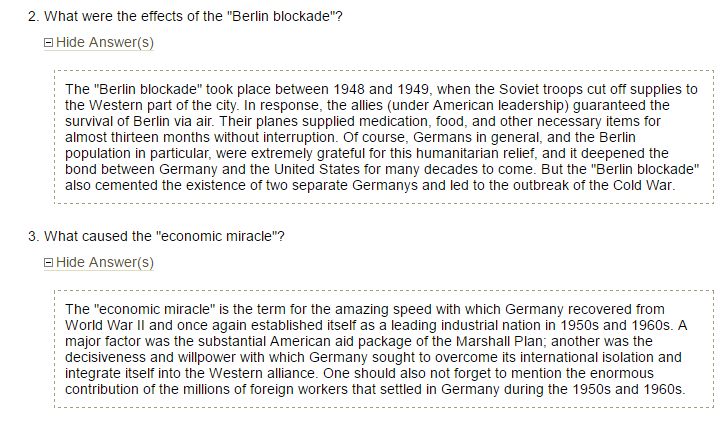 2. What were the effects of the "Berlin blockade"?
Hide Answer(s)
The "Berlin blockade" took place between 1948 and 1949, when the Soviet troops cut off supplies to
the Western part of the city. In response, the allies (under American leadership) guaranteed the
survival of Berlin via air. Their planes supplied medication, food, and other necessary items for
almost thirteen months without interruption. Of course, Germans in general, and the Berlin
population in particular, were extremely grateful for this humanitarian relief, and it deepened the
bond between Germany and the United States for many decades to come. But the "Berlin blockade"
also cemented the existence of two separate Germanys and led to the outbreak of the Cold War.
3. What caused the "economic miracle"?
Hide Answer(s)
The "economic miracle" is the term for the amazing speed with which Germany recovered from
World War II and once again established itself as a leading industrial nation in 1950s and 1960s. A
major factor was the substantial American aid package of the Marshall Plan; another was the
decisiveness and willpower with which Germany sought to overcome its international isolation and
integrate itself into the Western alliance. One should also not forget to mention the enormous
contribution of the millions of foreign workers that settled in Germany during the 1950s and 1960s.